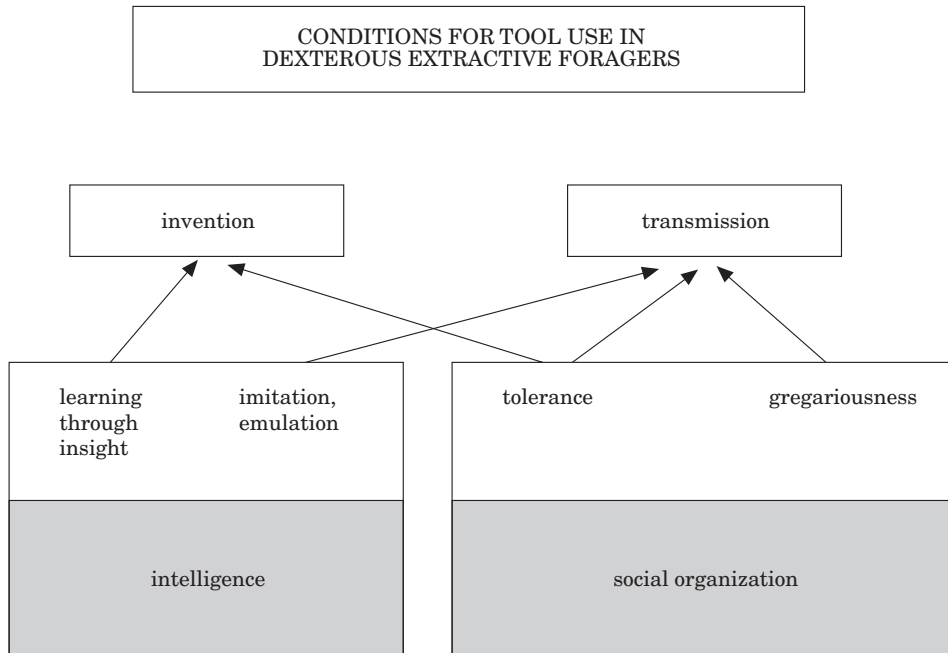 CONDITIONS FOR TOOL USE IN
DEXTEROUS EXTRACTIVE FORAGERS
invention
transmission
learning
through
insight
imitation,
emulation
tolerance
gregariousness
intelligence
social organization